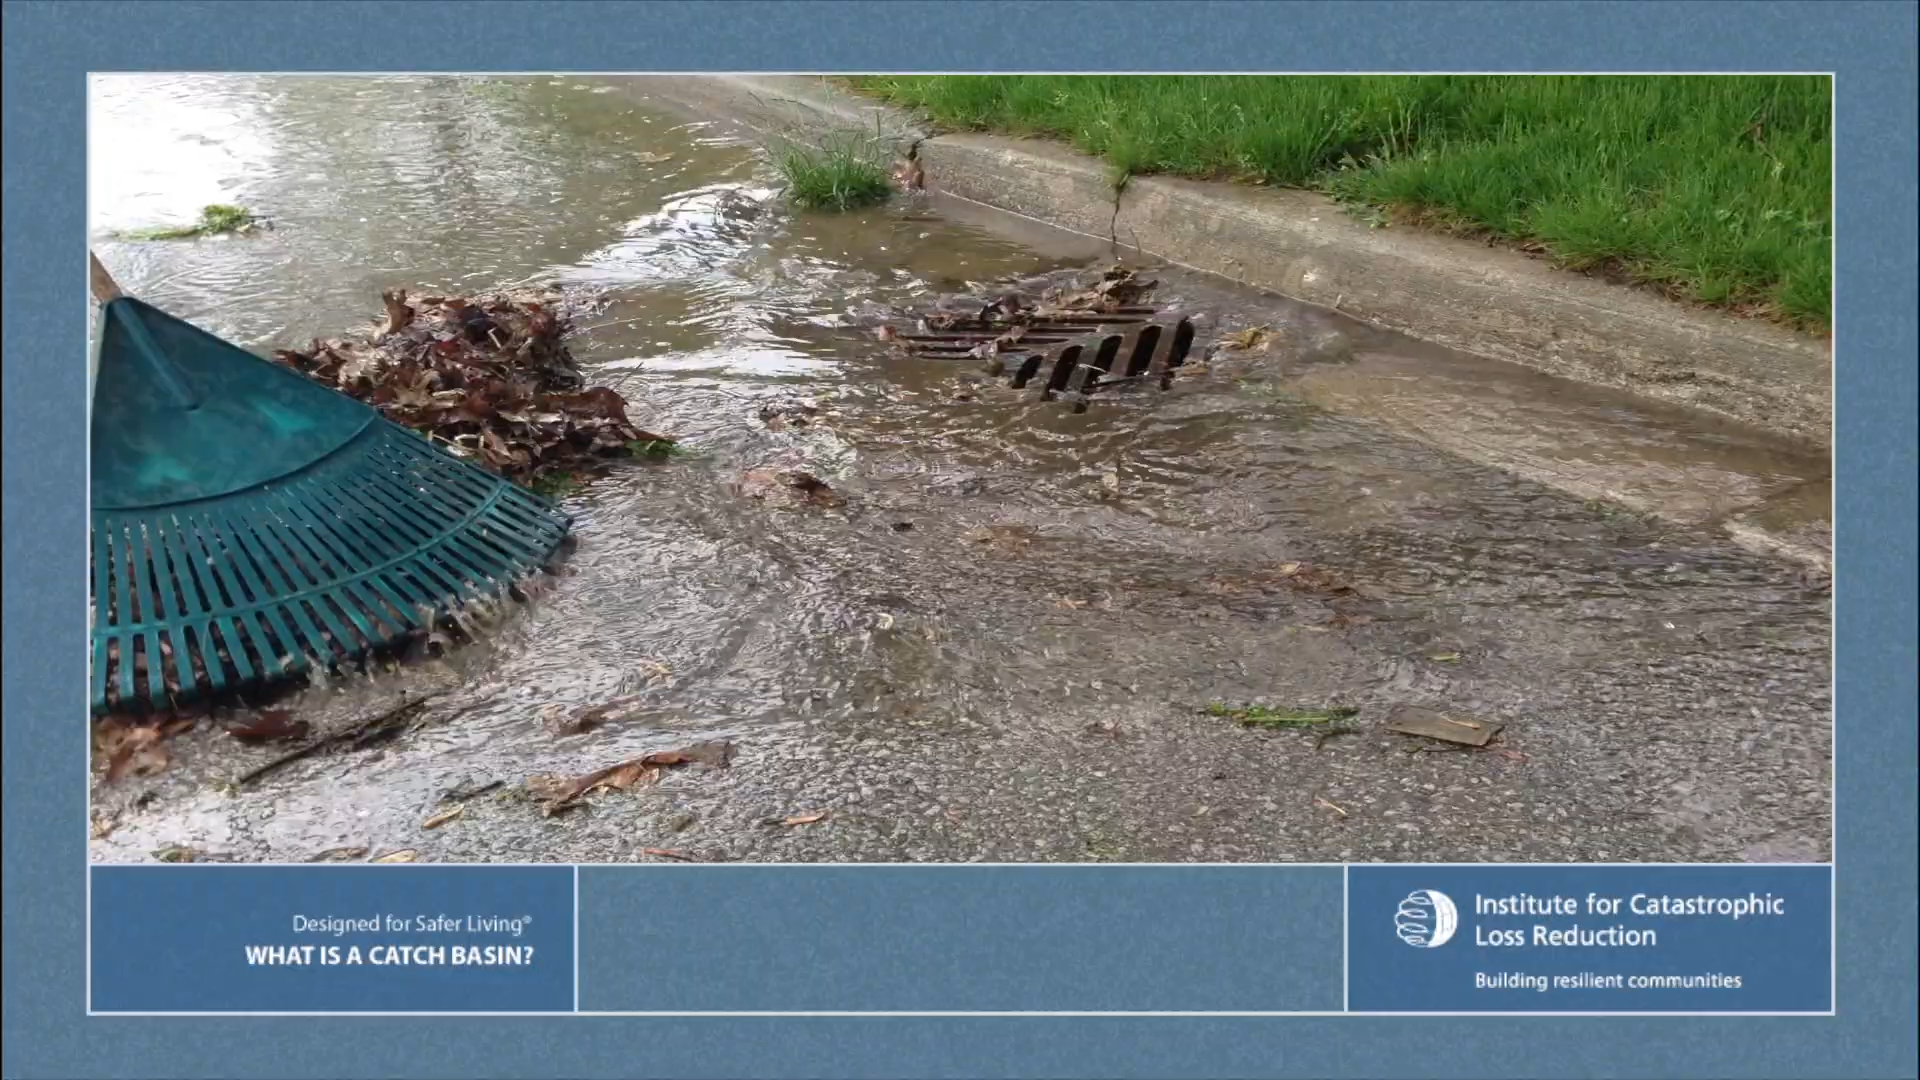 Designed for Safer Living®
WHAT IS A CATCH BASIN?
Institute for Catastrophic
Loss Reduction
Building resilient communities